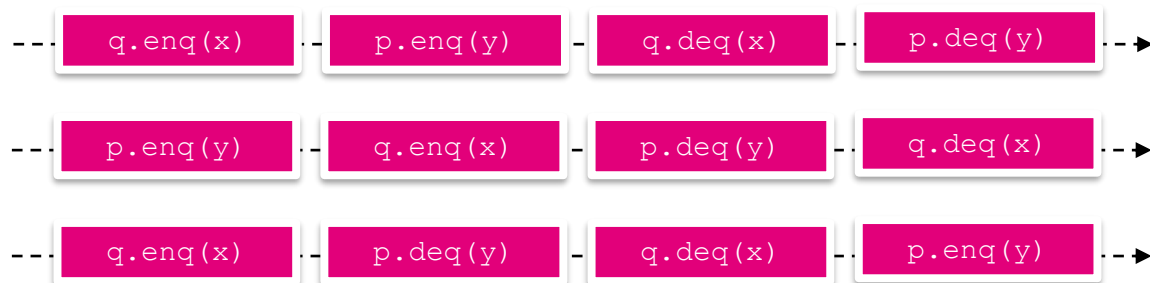 q.enq(x) p.enq(y) q.deq(x) p.deq(y)
p.enq(y) q.enq(x) p.deq(y) q.deq(x)
q.enq(x) p.deq(y) q.deq(x) p.enq(y)